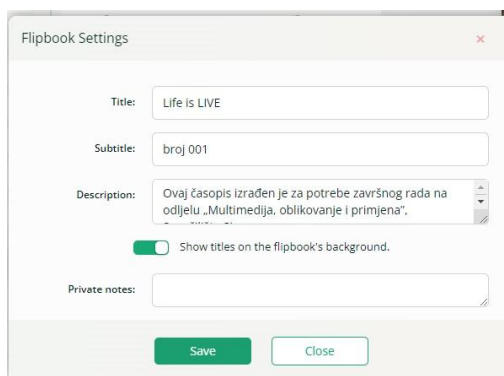 Flipbook Settings
×
Title:
Life is LIVE
Subtitle:
broj 001
Description:
Ovaj časopis izrađen je za potrebe završnog rada na
odjelu „Multimedija, oblikovanje i primjena”,
Show titles on the flipbook's background.
Private notes:
Save
Close